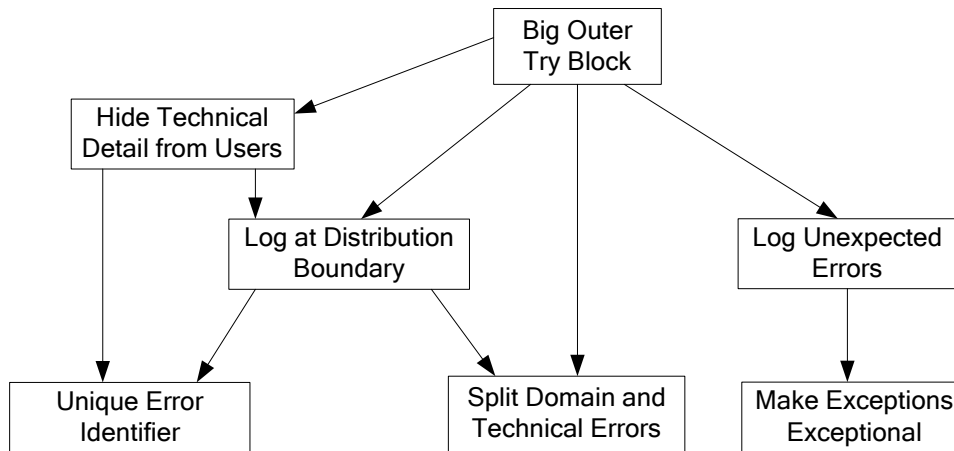 Big Outer
Try Block
Hide Technical
Detail from Users
Log at Distribution
Boundary
Log Unexpected
Errors
Unique Error
Identifier
Split Domain and
Technical Errors
Make Exceptions
Exceptional